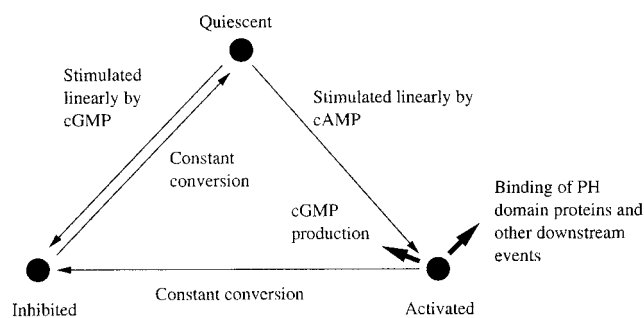 Quiescent
Stimulated
linearly by
cGMP
Stimulated linearly by
cAMP
Constant
conversion
cGMP
production
Binding of PH
domain proteins and
other downstream
events
Inhibited
Constant conversion
Activated